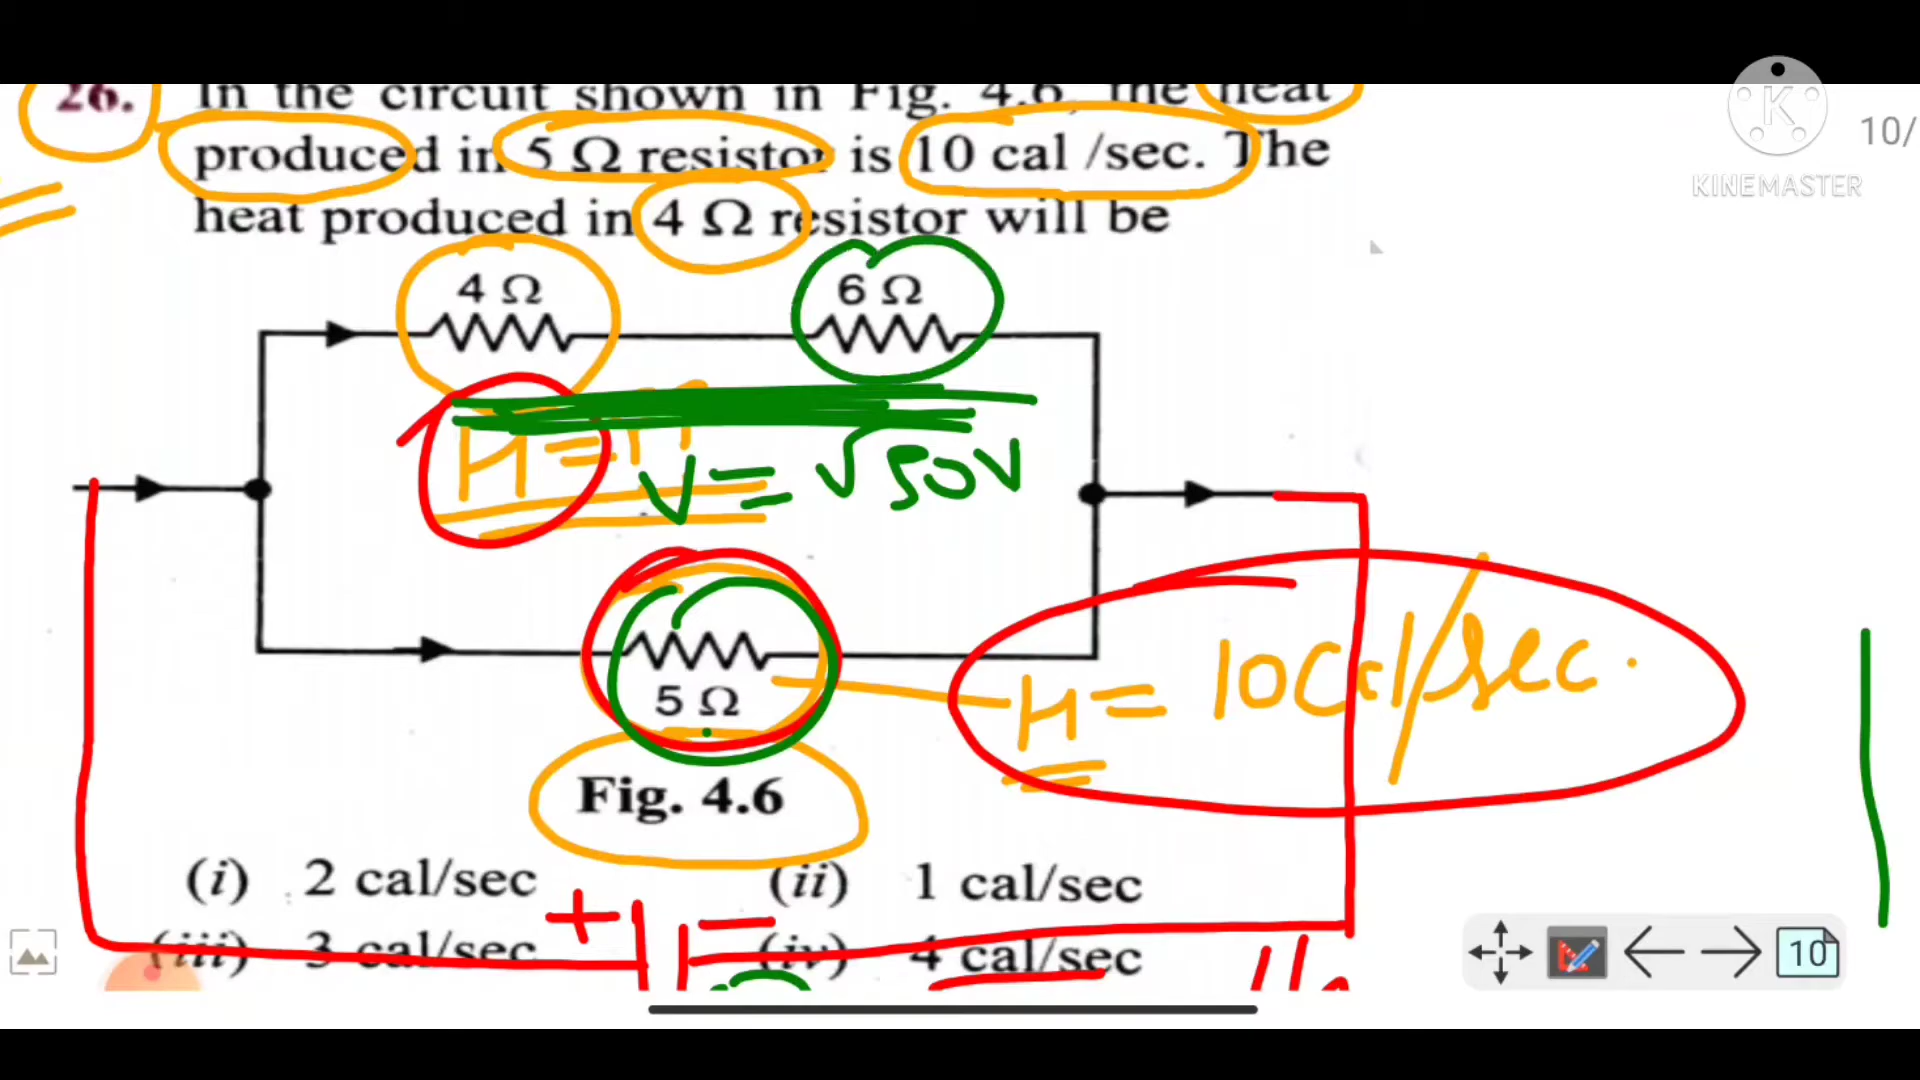 26. In the circuit shown in Fig. 4.6, the heat
produced in 5 Ω resistor is 10 cal /sec. The
heat produced in 4 Ω resistor will be
10/
KINEMASTER
4 Ω
6 Ω
H =
V = √50V
5 Ω
H = 10Cal/sec.
Fig. 4.6
(i) 2 cal/sec (ii) 1 cal/sec
(iii) 3 cal/sec (iv) 4 cal/sec
+ −
10